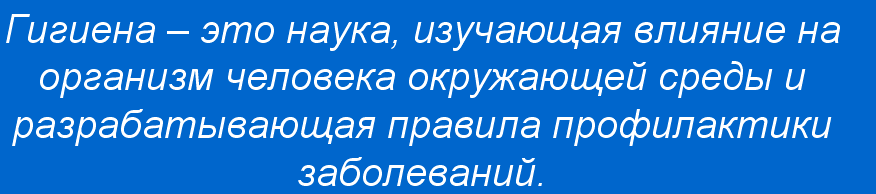 Гигиена – это наука, изучающая влияние на
организм человека окружающей среды и
разрабатывающая правила профилактики
заболеваний.